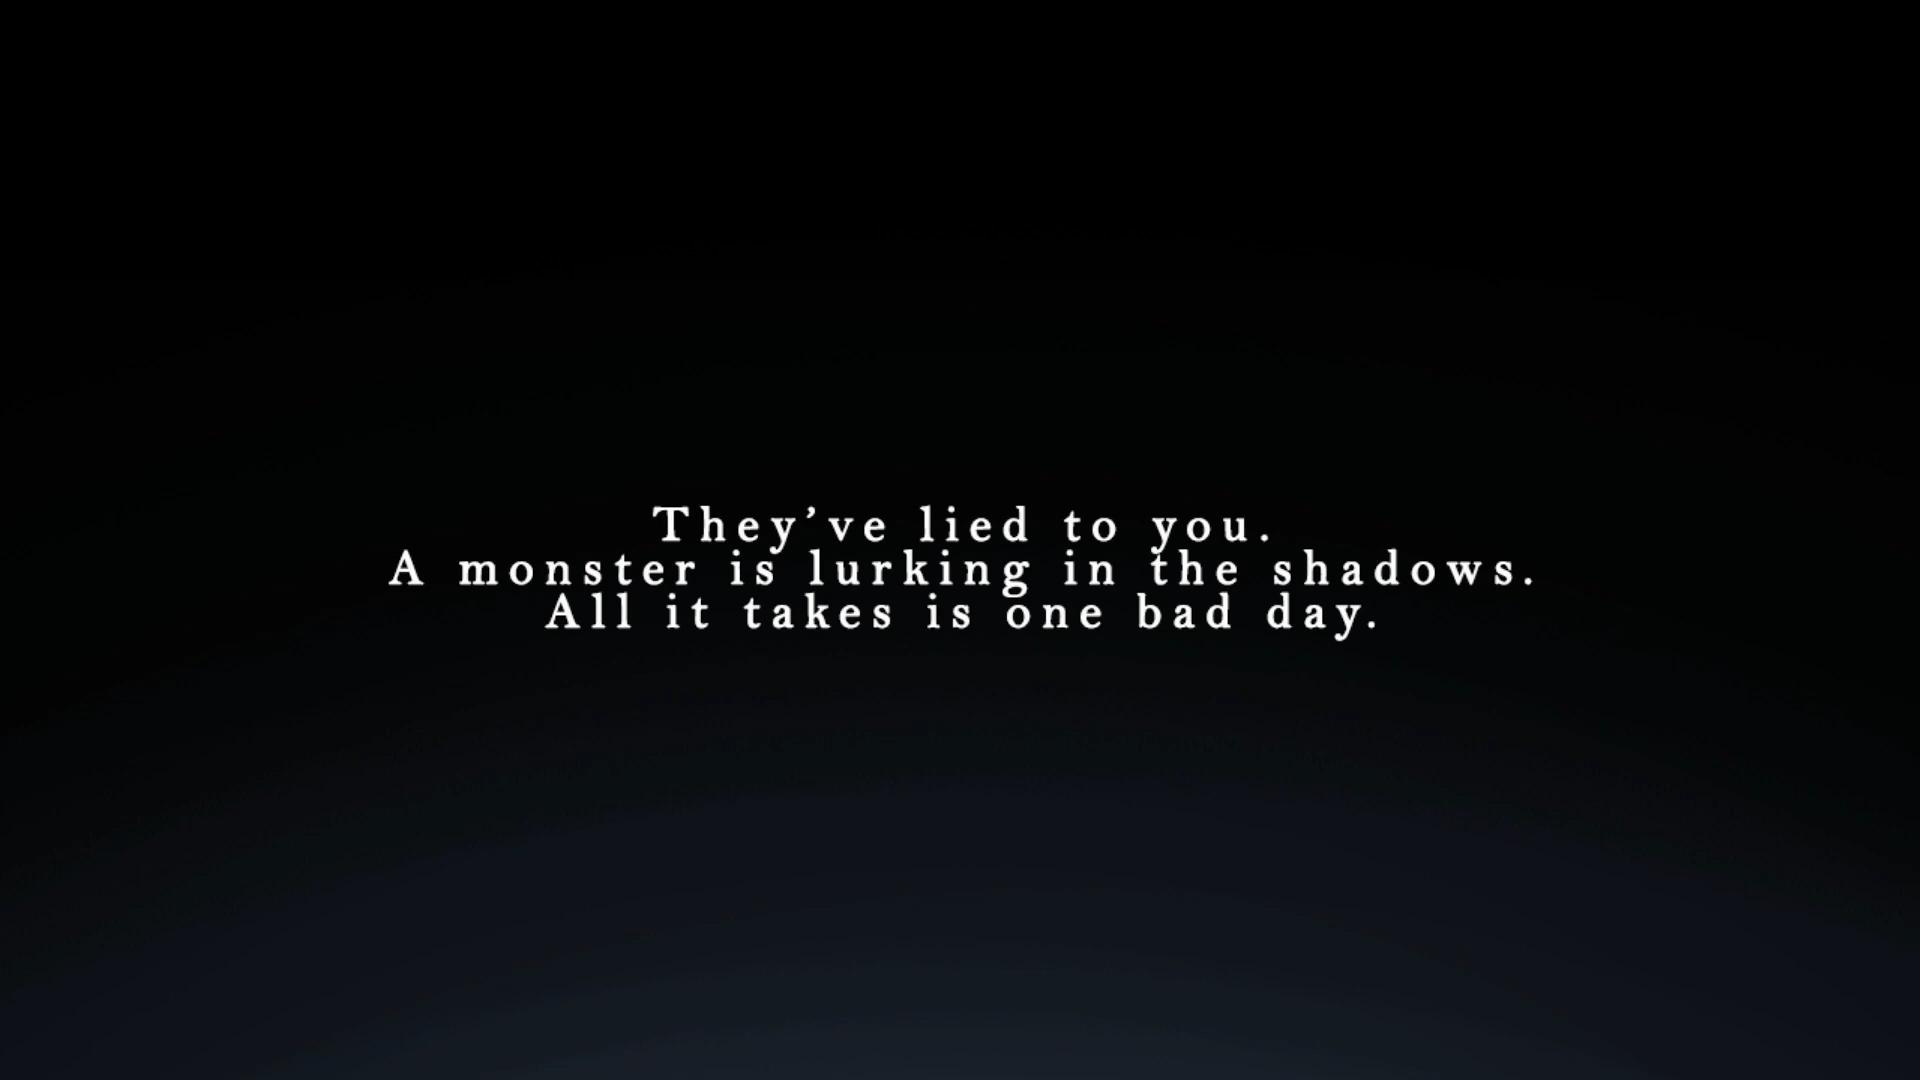 They’ve lied to you.
A monster is lurking in the shadows.
All it takes is one bad day.